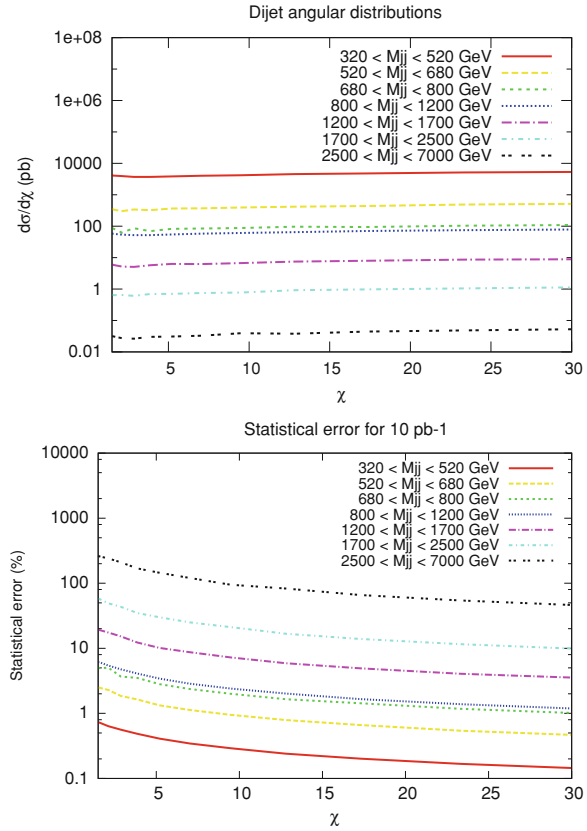 Dijet angular distributions
1e+08
1e+06
10000
100
1
0.01
dσ/dχ (pb)
320 < Mjj < 520 GeV
520 < Mjj < 680 GeV
680 < Mjj < 800 GeV
800 < Mjj < 1200 GeV
1200 < Mjj < 1700 GeV
1700 < Mjj < 2500 GeV
2500 < Mjj < 7000 GeV
5 10 15 20 25 30
χ
Statistical error for 10 pb-1
10000
1000
100
10
1
0.1
Statistical error (%)
320 < Mjj < 520 GeV
520 < Mjj < 680 GeV
680 < Mjj < 800 GeV
800 < Mjj < 1200 GeV
1200 < Mjj < 1700 GeV
1700 < Mjj < 2500 GeV
2500 < Mjj < 7000 GeV
5 10 15 20 25 30
χ